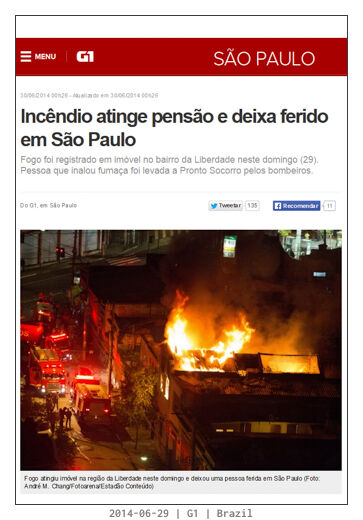 MENU
G1
SÃO PAULO
30/06/2014 00h26 - Atualizado em 30/06/2014 00h26
Incêndio atinge pensão e deixa ferido
em São Paulo
Fogo foi registrado em imóvel no bairro da Liberdade neste domingo (29).
Pessoa que inalou fumaça foi levada a Pronto Socorro pelos bombeiros.
Do G1, em São Paulo
Tweetar 135
Recomendar 11
Fogo atingiu imóvel na região da Liberdade neste domingo e deixou uma pessoa ferida em São Paulo (Foto:
André M. Chang/Fotoarena/Estadão Conteúdo)
2014-06-29 | G1 | Brazil